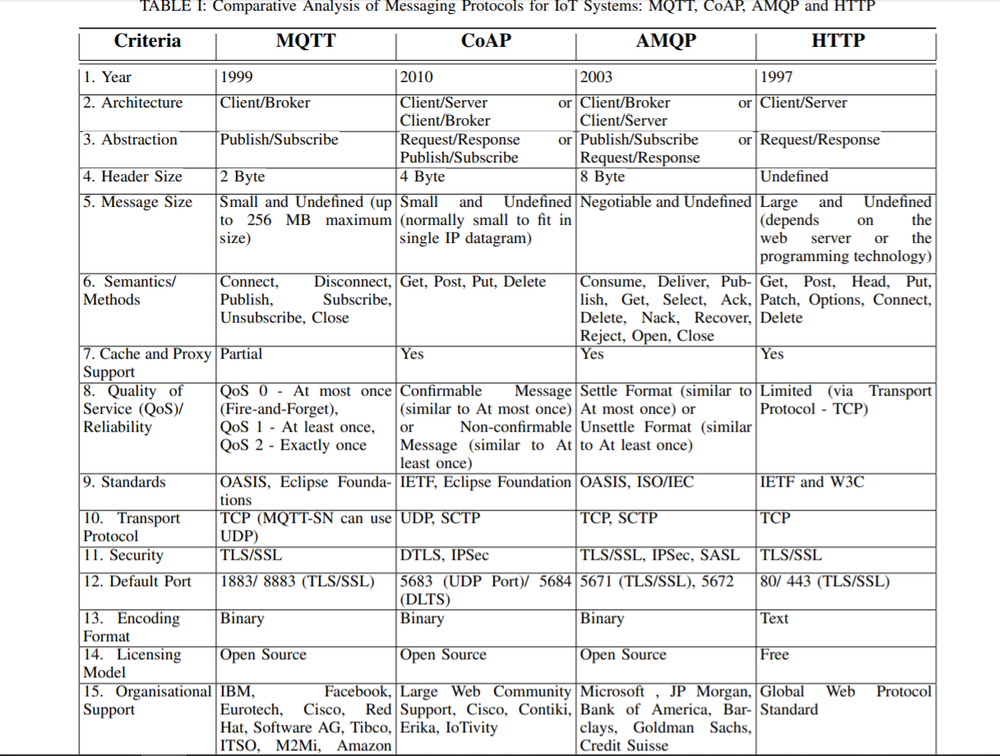 TABLE I: Comparative Analysis of Messaging Protocols for IoT Systems: MQTT, CoAP, AMQP and HTTP
Criteria MQTT CoAP AMQP HTTP
1. Year 1999 2010 2003 1997
2. Architecture Client/Broker Client/Server or Client/Broker or Client/Server
Client/Broker Client/Server
3. Abstraction Publish/Subscribe Request/Response or Publish/Subscribe or Request/Response
Publish/Subscribe Request/Response
4. Header Size 2 Byte 4 Byte 8 Byte Undefined
5. Message Size Small and Undefined (up Small and Undefined Negotiable and Undefined Large and Undefined
to 256 MB maximum (normally small to fit in (depends on the
size) single IP datagram) web server or the
programming technology)
6. Semantics/ Connect, Disconnect, Get, Post, Put, Delete Consume, Deliver, Pub- Get, Post, Head, Put,
Methods Publish, Subscribe, lish, Get, Select, Ack, Patch, Options, Connect,
Unsubscribe, Close Delete, Nack, Recover, Delete
Reject, Open, Close
7. Cache and Proxy Partial Yes Yes Yes
Support
8. Quality of QoS 0 - At most once Confirmable Message Settle Format (similar to Limited (via Transport
Service (QoS)/ (Fire-and-Forget), (similar to At most once) At most once) or Protocol - TCP)
Reliability QoS 1 - At least once, or Non-confirmable Unsettle Format (similar
QoS 2 - Exactly once Message (similar to At to At least once)
least once)
9. Standards OASIS, Eclipse Founda- IETF, Eclipse Foundation OASIS, ISO/IEC IETF and W3C
tions
10. Transport TCP (MQTT-SN can use UDP, SCTP TCP, SCTP TCP
Protocol UDP)
11. Security TLS/SSL DTLS, IPSec TLS/SSL, IPSec, SASL TLS/SSL
12. Default Port 1883/ 8883 (TLS/SSL) 5683 (UDP Port)/ 5684 5671 (TLS/SSL), 5672 80/ 443 (TLS/SSL)
(DLTS)
13. Encoding Binary Binary Binary Text
Format
14. Licensing Open Source Open Source Open Source Free
Model
15. Organisational IBM, Facebook, Large Web Community Microsoft , JP Morgan, Global Web Protocol
Support Eurotech, Cisco, Red Support, Cisco, Contiki, Bank of America, Bar- Standard
Hat, Software AG, Tibco, Erika, IoTivity clays, Goldman Sachs,
ITSO, M2Mi, Amazon Credit Suisse